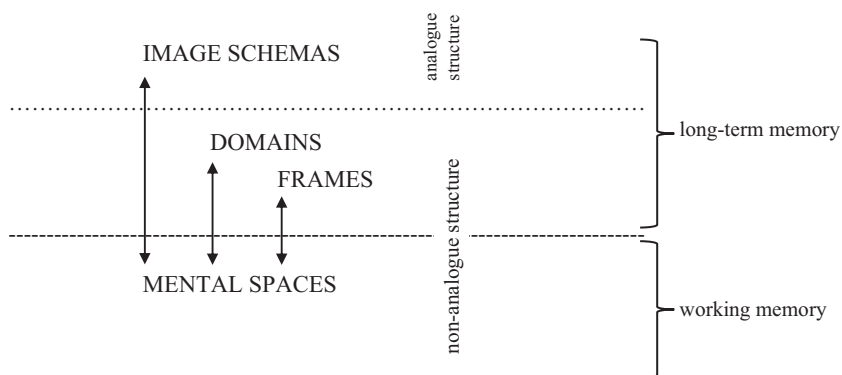 IMAGE SCHEMAS
analogue
structure
DOMAINS
long-term memory
FRAMES
non-analogue structure
MENTAL SPACES
working memory